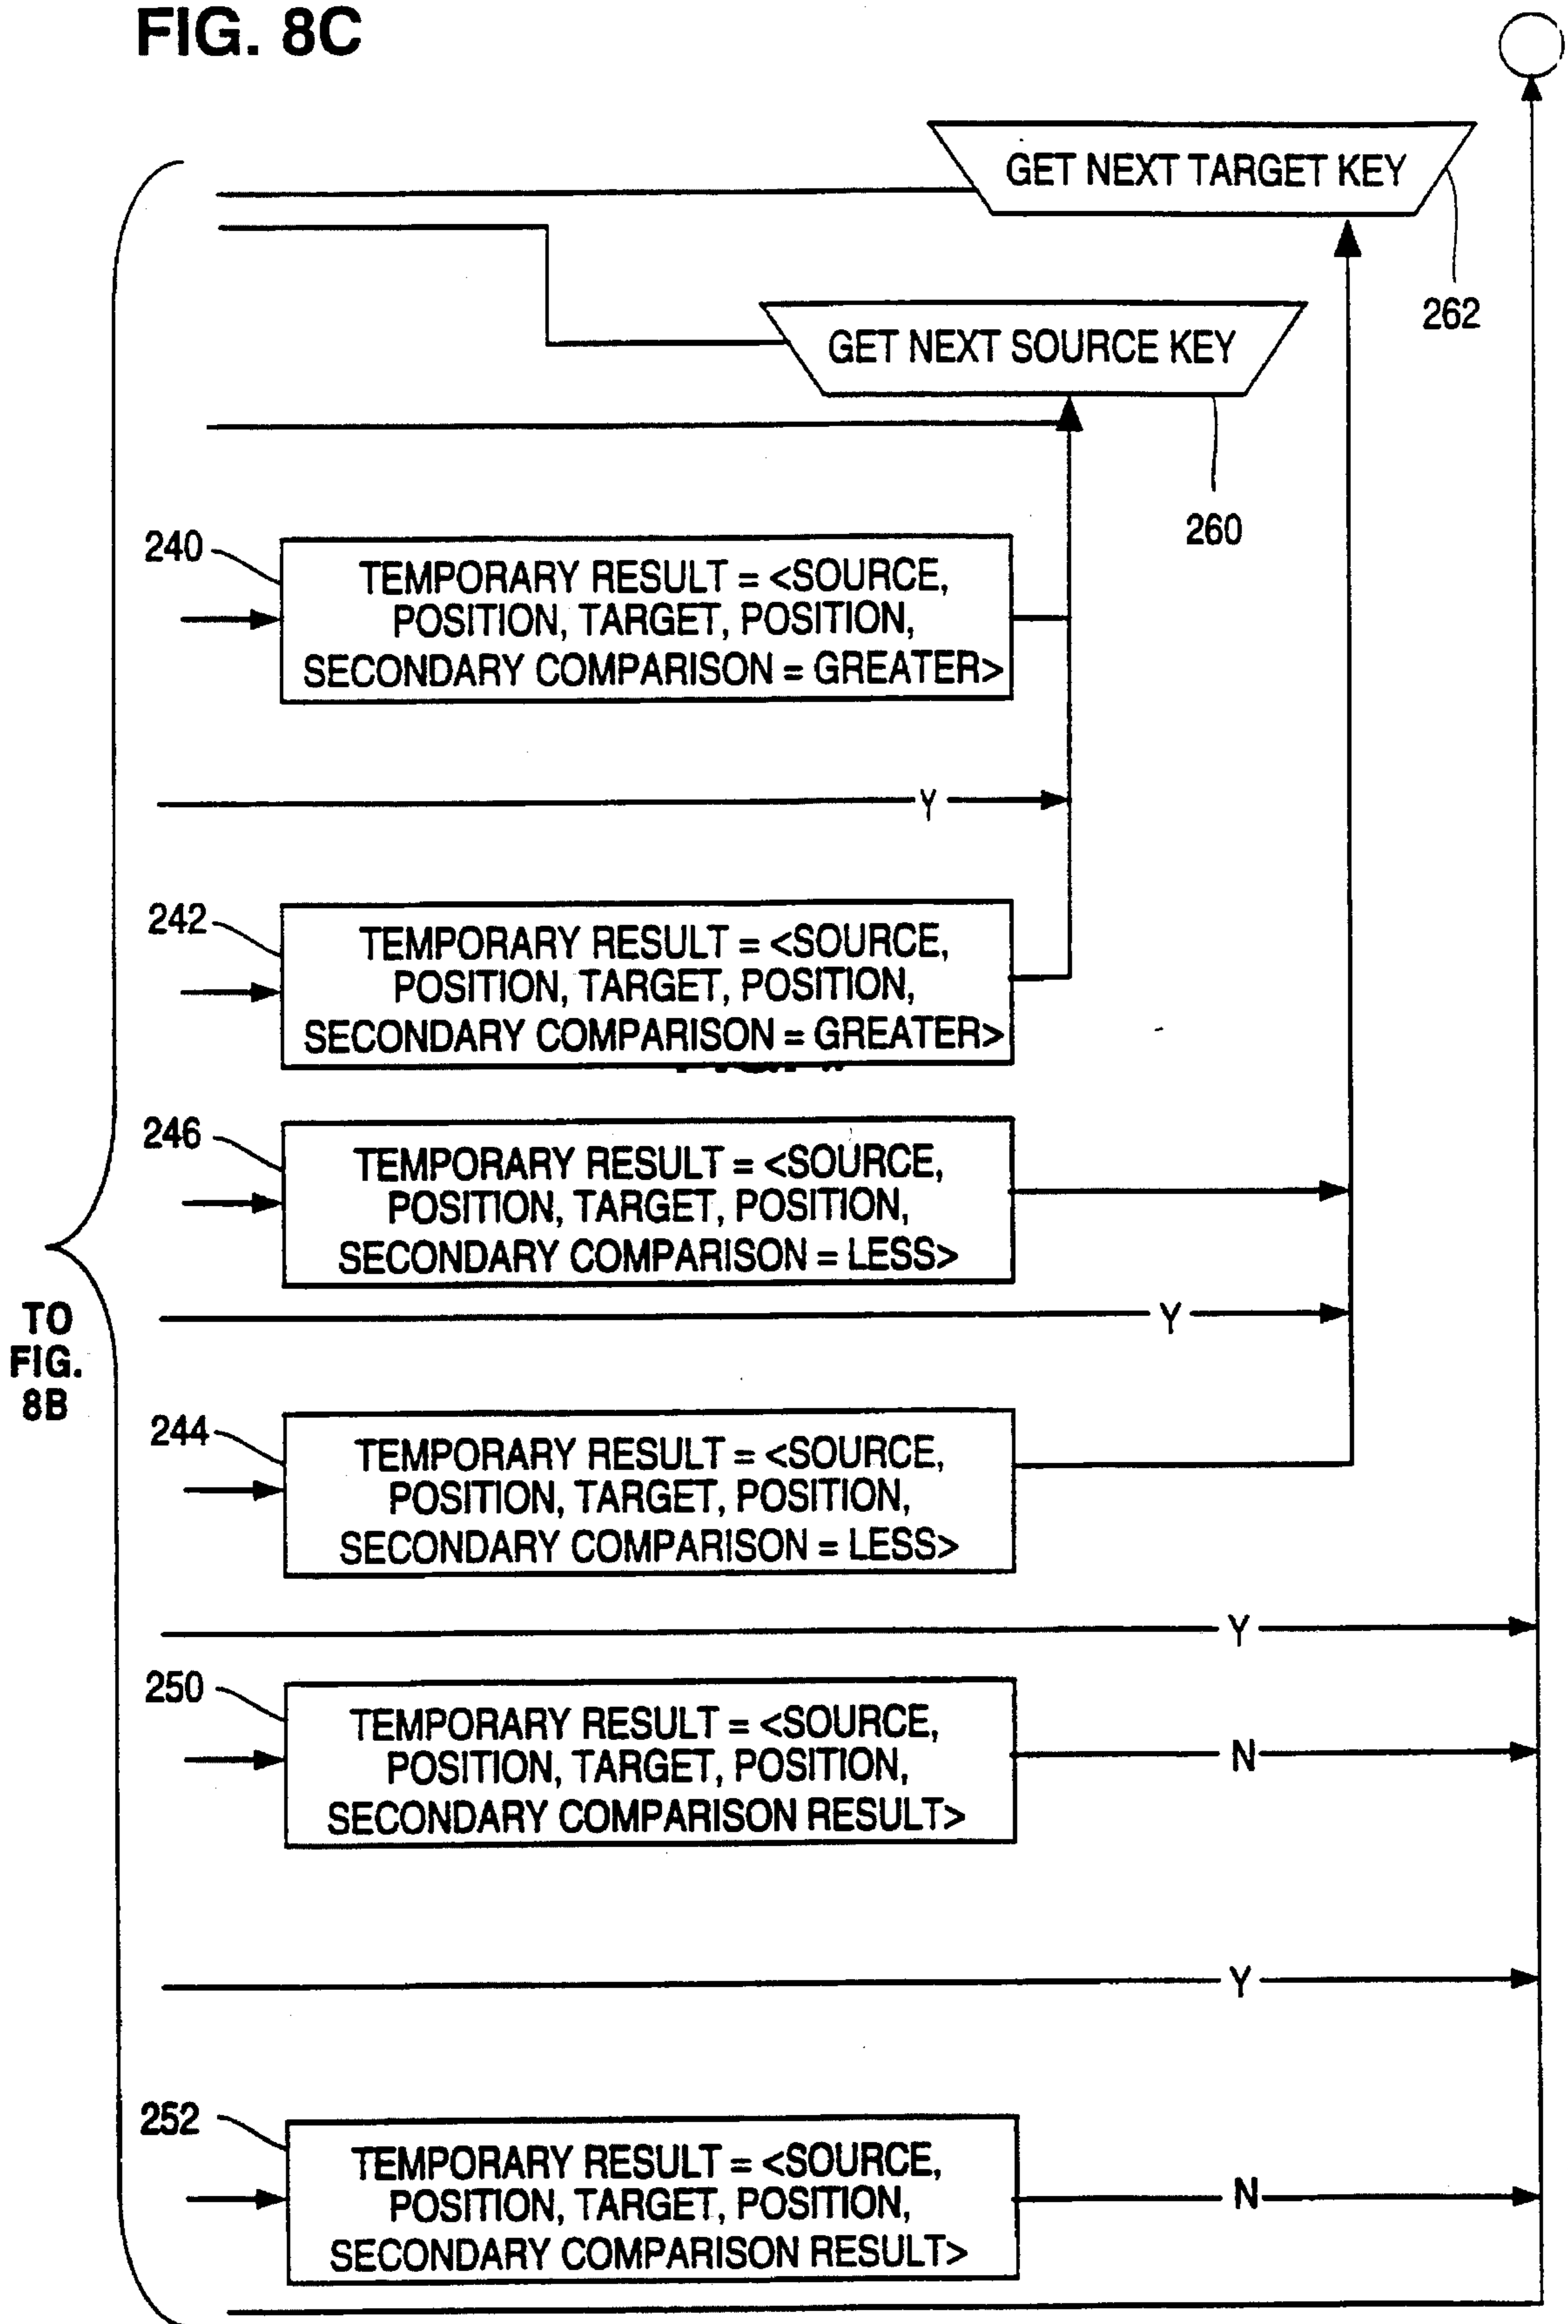 FIG. 8C
GET NEXT TARGET KEY
262
GET NEXT SOURCE KEY
260
240
TEMPORARY RESULT = <SOURCE,
POSITION, TARGET, POSITION,
SECONDARY COMPARISON = GREATER>
Y
242
TEMPORARY RESULT = <SOURCE,
POSITION, TARGET, POSITION,
SECONDARY COMPARISON = GREATER>
246
TEMPORARY RESULT = <SOURCE,
POSITION, TARGET, POSITION,
SECONDARY COMPARISON = LESS>
TO
FIG.
8B
Y
244
TEMPORARY RESULT = <SOURCE,
POSITION, TARGET, POSITION,
SECONDARY COMPARISON = LESS>
Y
250
TEMPORARY RESULT = <SOURCE,
POSITION, TARGET, POSITION,
SECONDARY COMPARISON RESULT>
N
Y
252
TEMPORARY RESULT = <SOURCE,
POSITION, TARGET, POSITION,
SECONDARY COMPARISON RESULT>
N